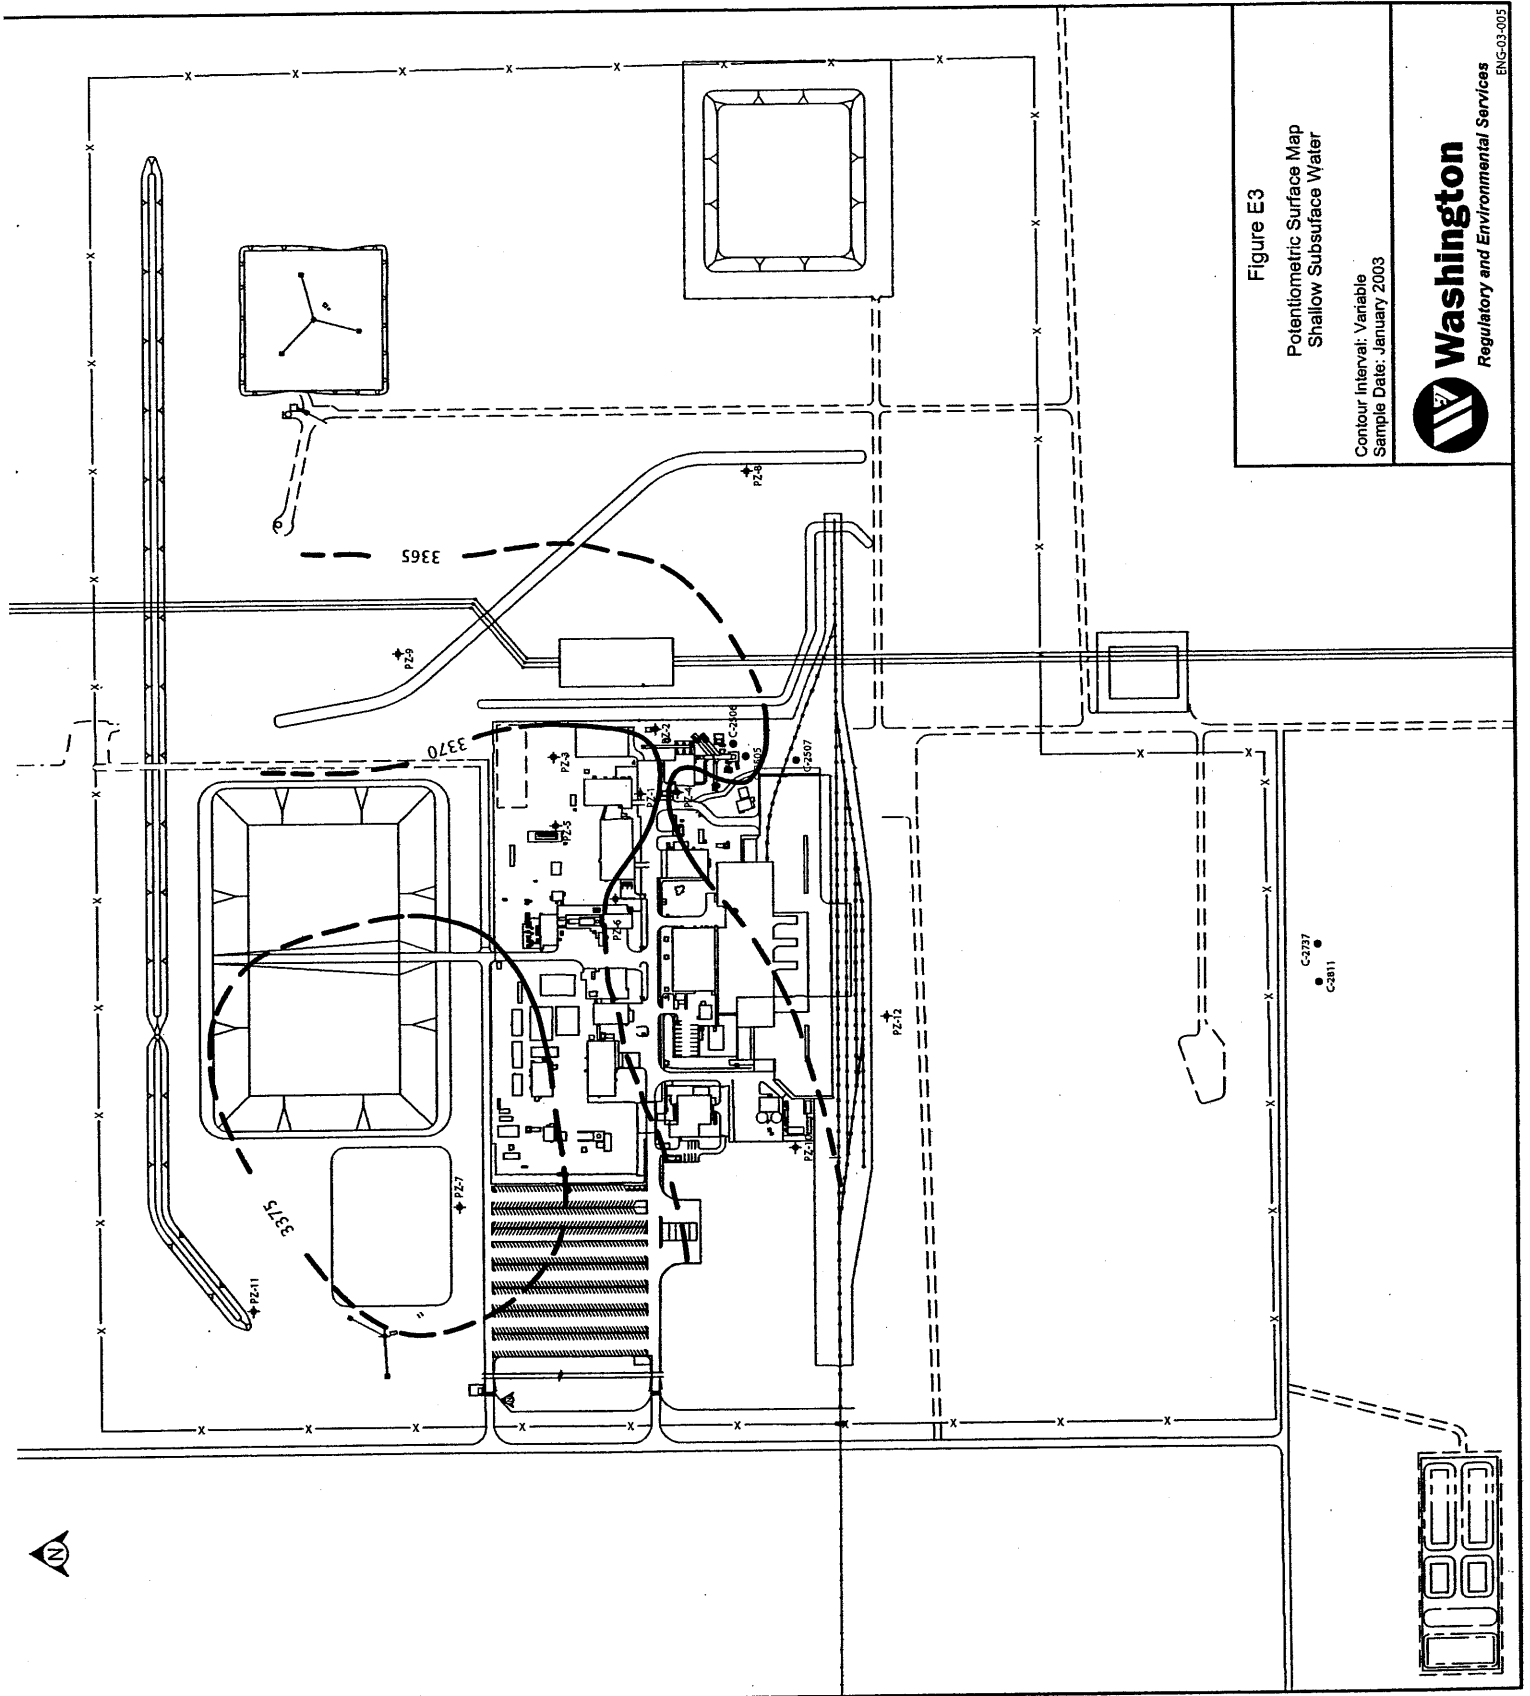 3365
3370
3375
PZ-11
PZ-7
PZ-9
PZ-8
PZ-3
PZ-5
PZ-6
PZ-1
PZ-4
PZ-2
C-2506
C-2507
PZ-10
PZ-12
C-2737
C-2811
N
Figure E3
Potentiometric Surface Map
Shallow Subsuface Water
Contour Interval: Variable
Sample Date: January 2003
Washington
Regulatory and Environmental Services
ENG-03-005